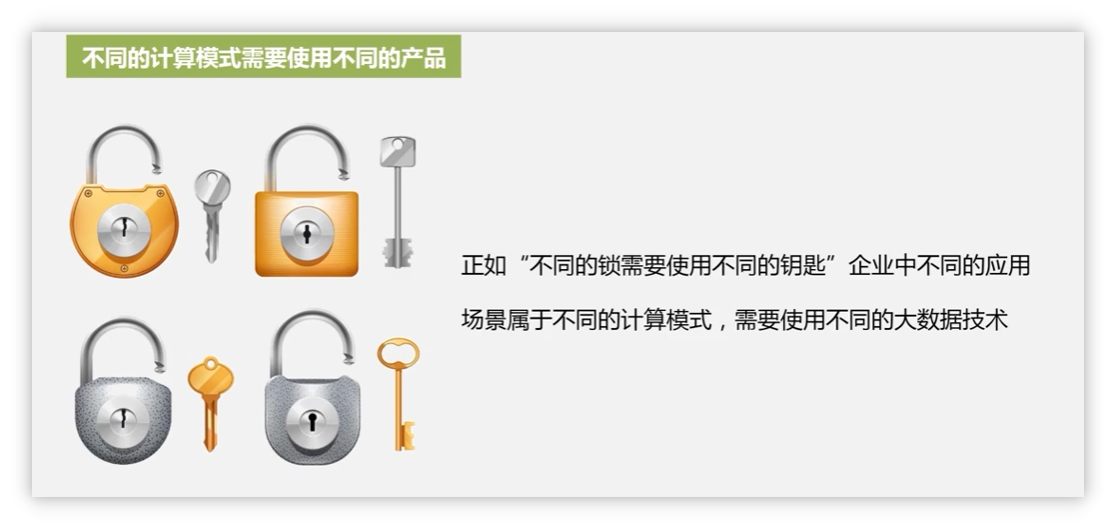 不同的计算模式需要使用不同的产品
正如“不同的锁需要使用不同的钥匙”企业中不同的应用
场景属于不同的计算模式，需要使用不同的大数据技术